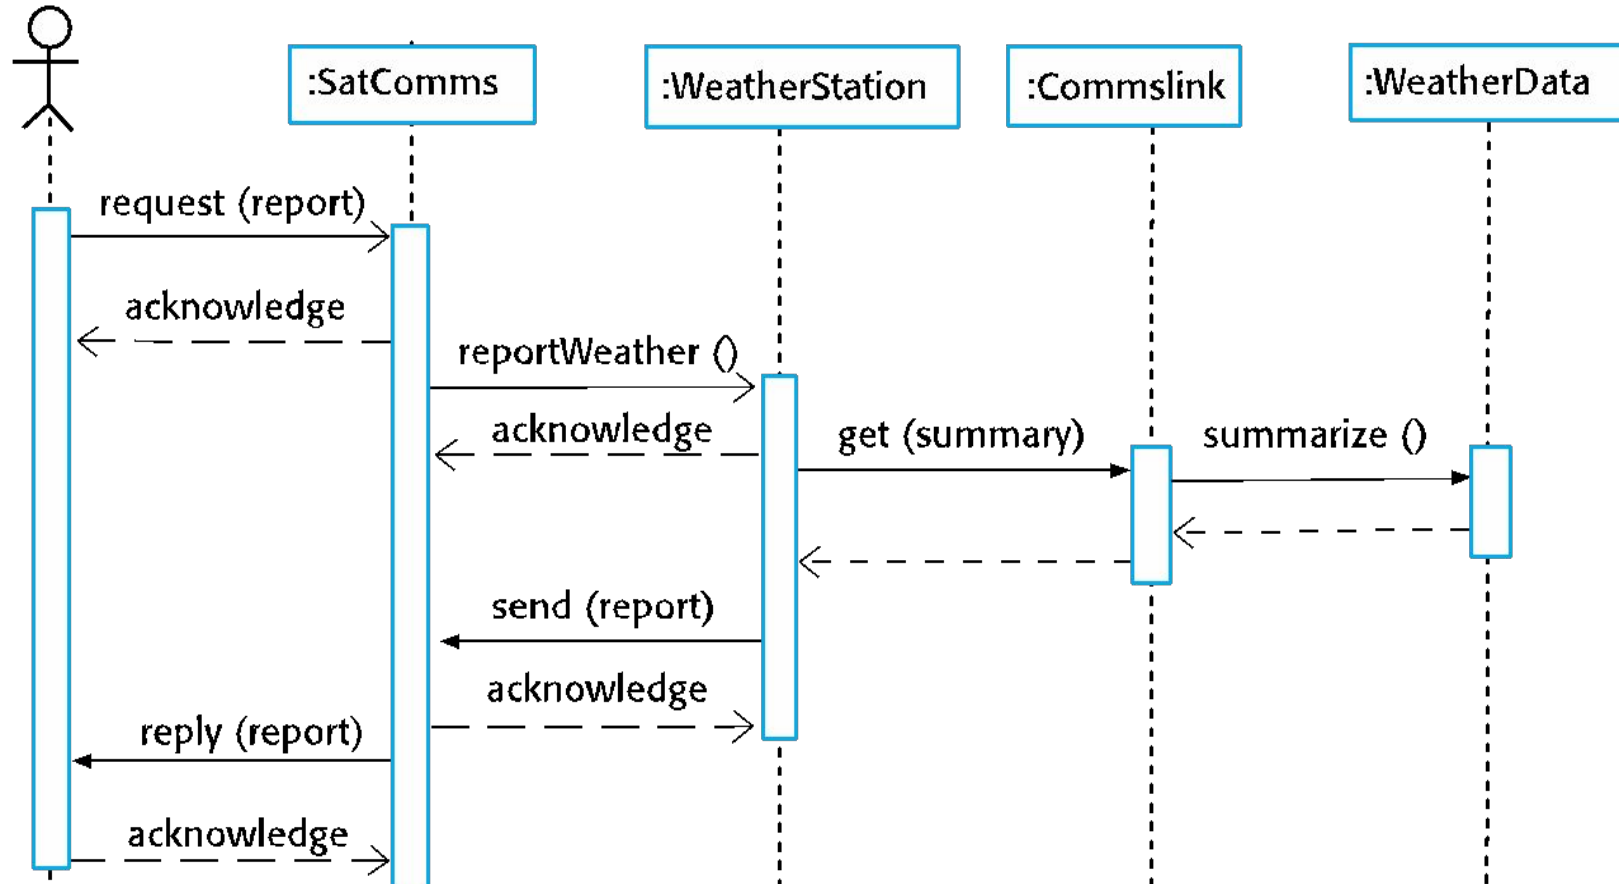 :SatComms
:WeatherStation
:Commslink
:WeatherData
request (report)
acknowledge
reportWeather ()
acknowledge
get (summary)
summarize ()
send (report)
acknowledge
reply (report)
acknowledge